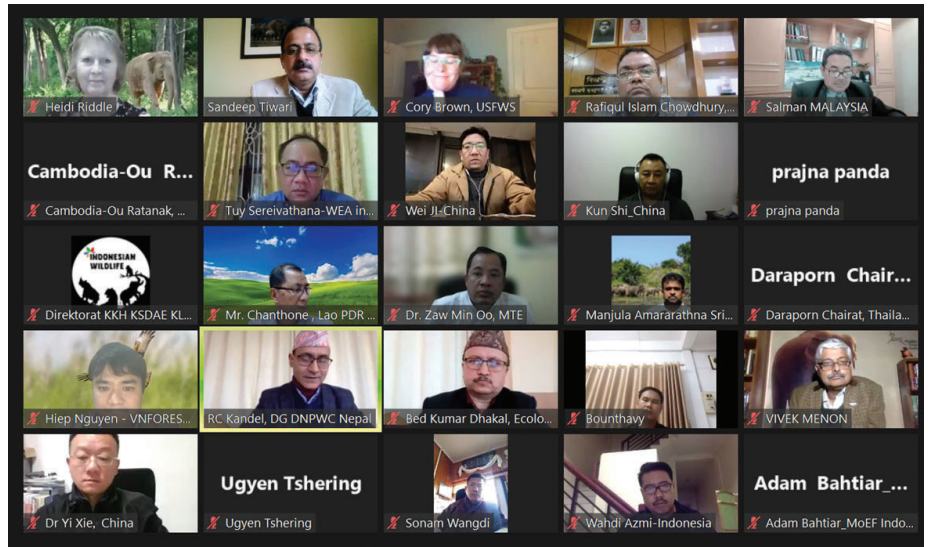 Heidi Riddle
Sandeep Tiwari
Cory Brown, USFWS
Rafiqul Islam Chowdhury,...
Salman MALAYSIA
Cambodia-Ou R...
Cambodia-Ou Ratanak, ...
Tuy Sereivathana-WEA in...
Wei JI-China
Kun Shi_China
prajna panda
prajna panda
INDONESIAN
WILDLIFE
Direktorat KKH KSDAE KL...
Mr. Chanthone , Lao PDR ...
Dr. Zaw Min Oo, MTE
Manjula Amararathna Sri...
Daraporn Chair...
Daraporn Chairat, Thaila...
Hiep Nguyen - VNFORES...
RC Kandel, DG DNPWC Nepal
Bed Kumar Dhakal, Ecolo...
Bounthavy
VIVEK MENON
Dr Yi Xie, China
Ugyen Tshering
Ugyen Tshering
Sonam Wangdi
Wahdi Azmi-Indonesia
Adam Bahtiar_...
Adam Bahtiar_MoEF Indo...